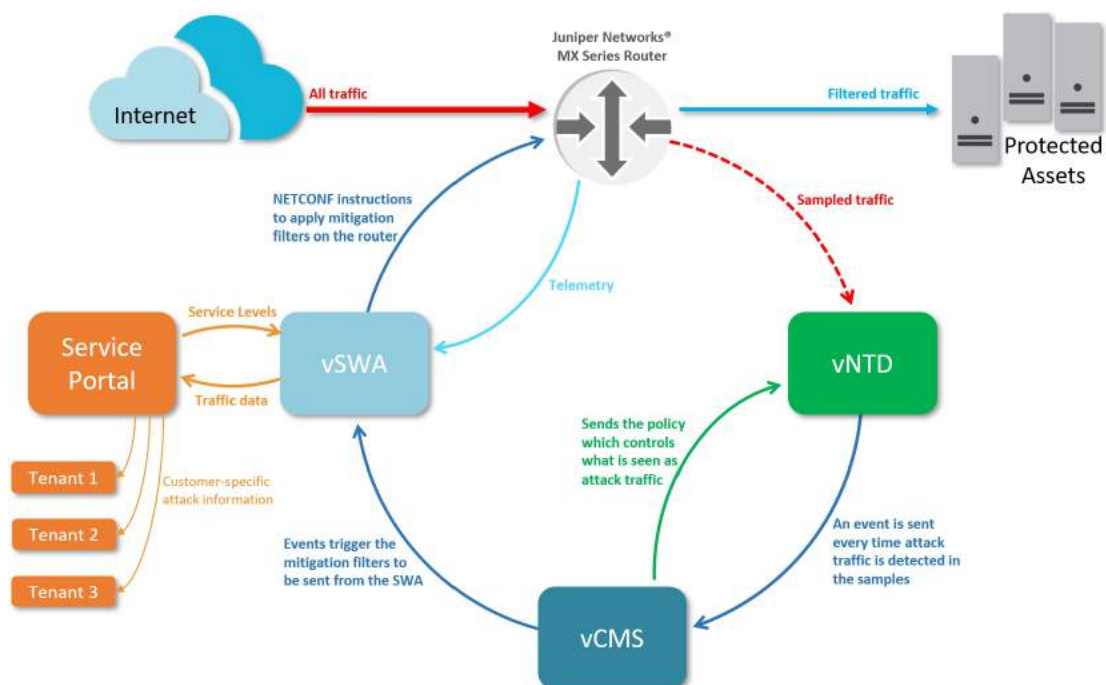 Juniper Networks®
MX Series Router
Internet
All traffic
Filtered traffic
Protected
Assets
NETCONF instructions
to apply mitigation
filters on the router
Sampled traffic
Telemetry
Service Levels
Service
Portal
vSWA
vNTD
Traffic data
Sends the policy
which controls
what is seen as
attack traffic
Tenant 1
Customer-specific
attack information
Tenant 2
Tenant 3
Events trigger the
mitigation filters to
be sent from the SWA
An event is sent
every time attack
traffic is detected in
the samples
vCMS